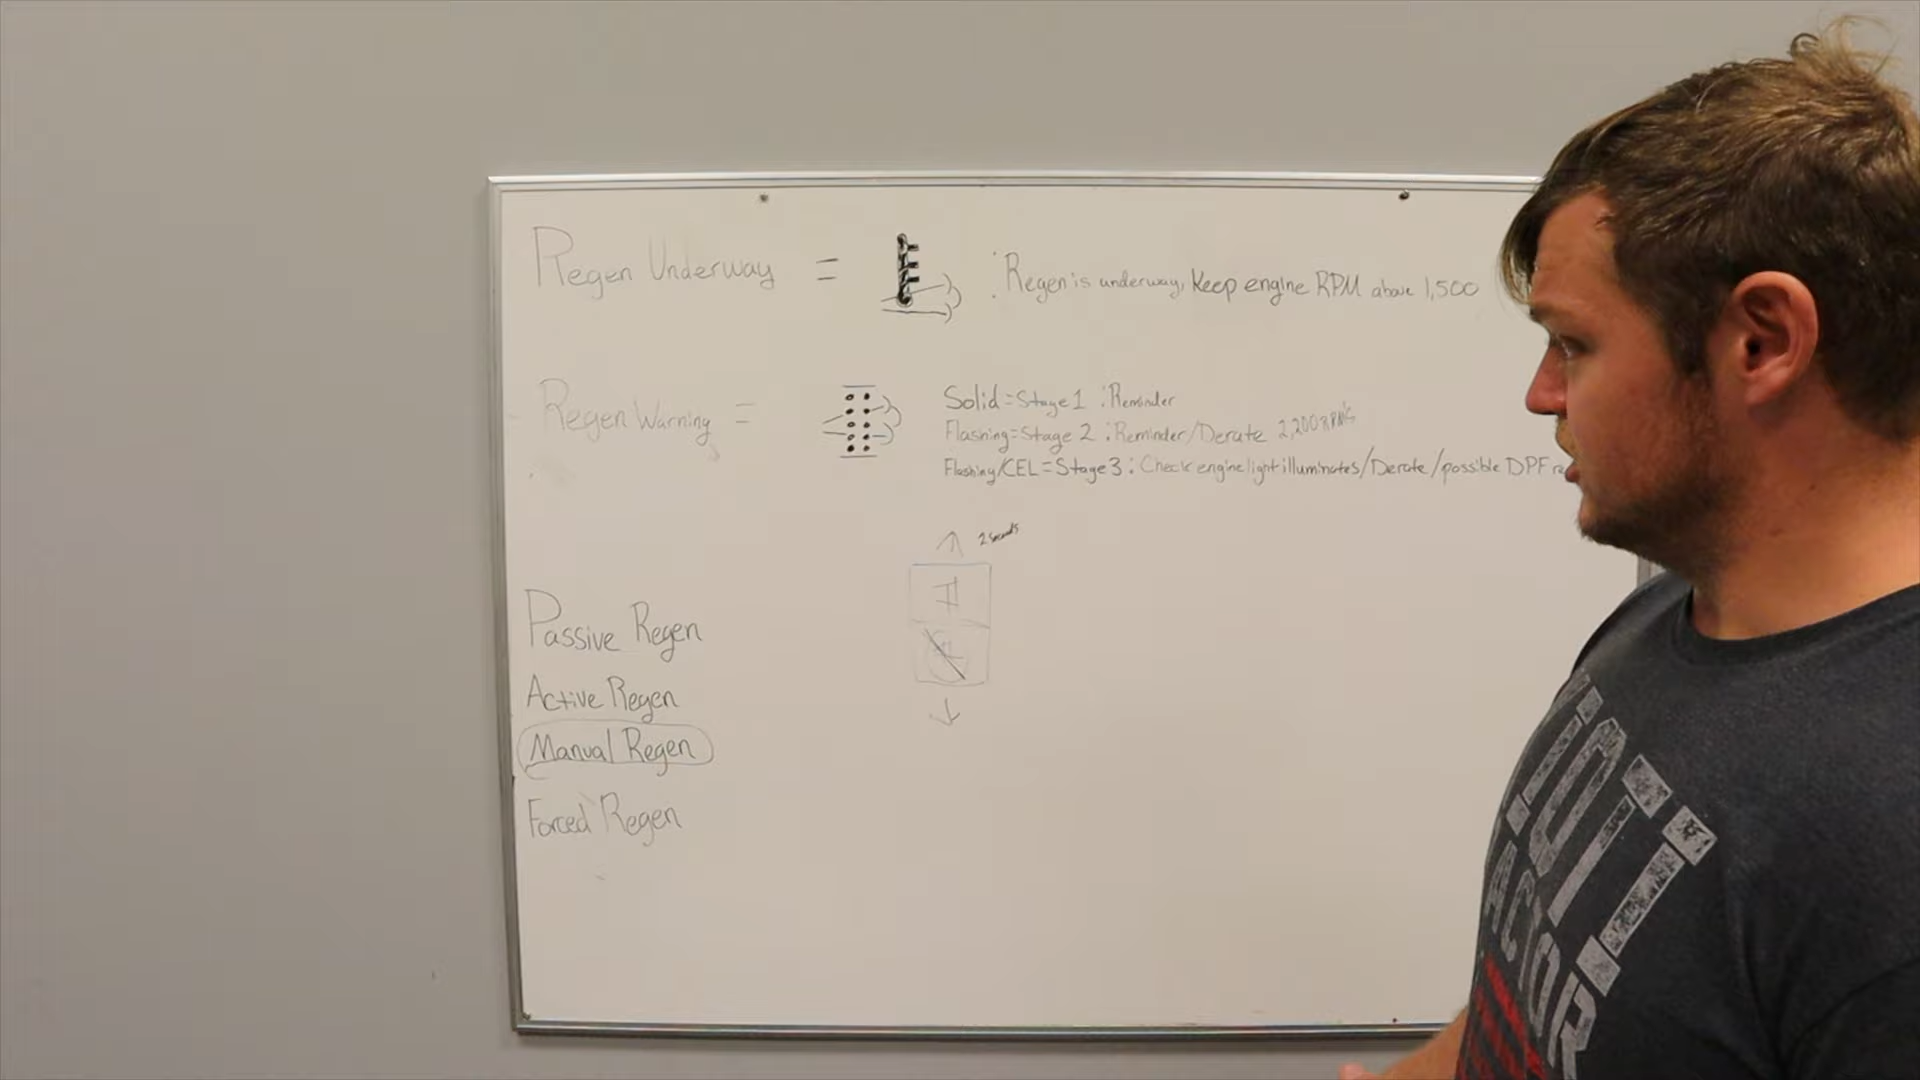 Regen Underway = : Regen is underway, Keep engine RPM above 1,500
Regen Warning =
Solid = Stage 1 : Reminder
Flashing = Stage 2 : Reminder/Derate 2,200 RPM's
Flashing/CEL = Stage 3 : Check engine light illuminates/Derate/possible DPF
2 Seconds
Passive Regen
Active Regen
Manual Regen
Forced Regen